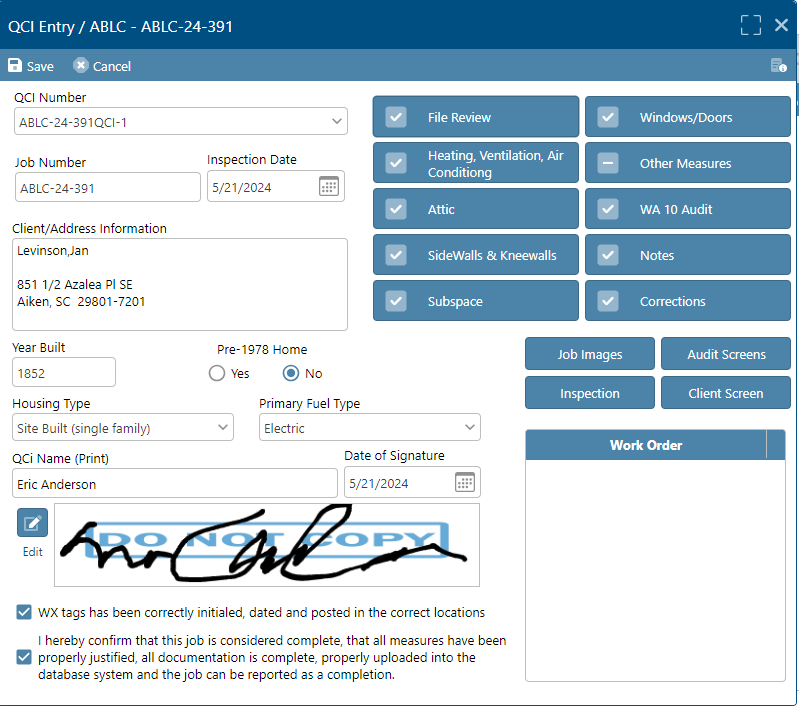 QCI Entry / ABLC - ABLC-24-391
Save Cancel
QCI Number
ABLC-24-391QCI-1
Job Number
Inspection Date
ABLC-24-391
5/21/2024
Client/Address Information
Levinson,Jan
851 1/2 Azalea Pl SE
Aiken, SC 29801-7201
Year Built
1852
Pre-1978 Home
Yes No
Housing Type
Site Built (single family)
Primary Fuel Type
Electric
QCi Name (Print)
Eric Anderson
Date of Signature
5/21/2024
Edit
DO NOT COPY
WX tags has been correctly initialed, dated and posted in the correct locations
I hereby confirm that this job is considered complete, that all measures have been
properly justified, all documentation is complete, properly uploaded into the
database system and the job can be reported as a completion.
File Review
Windows/Doors
Heating, Ventilation, Air
Conditiong
Other Measures
Attic
WA 10 Audit
SideWalls & Kneewalls
Notes
Subspace
Corrections
Job Images
Audit Screens
Inspection
Client Screen
Work Order